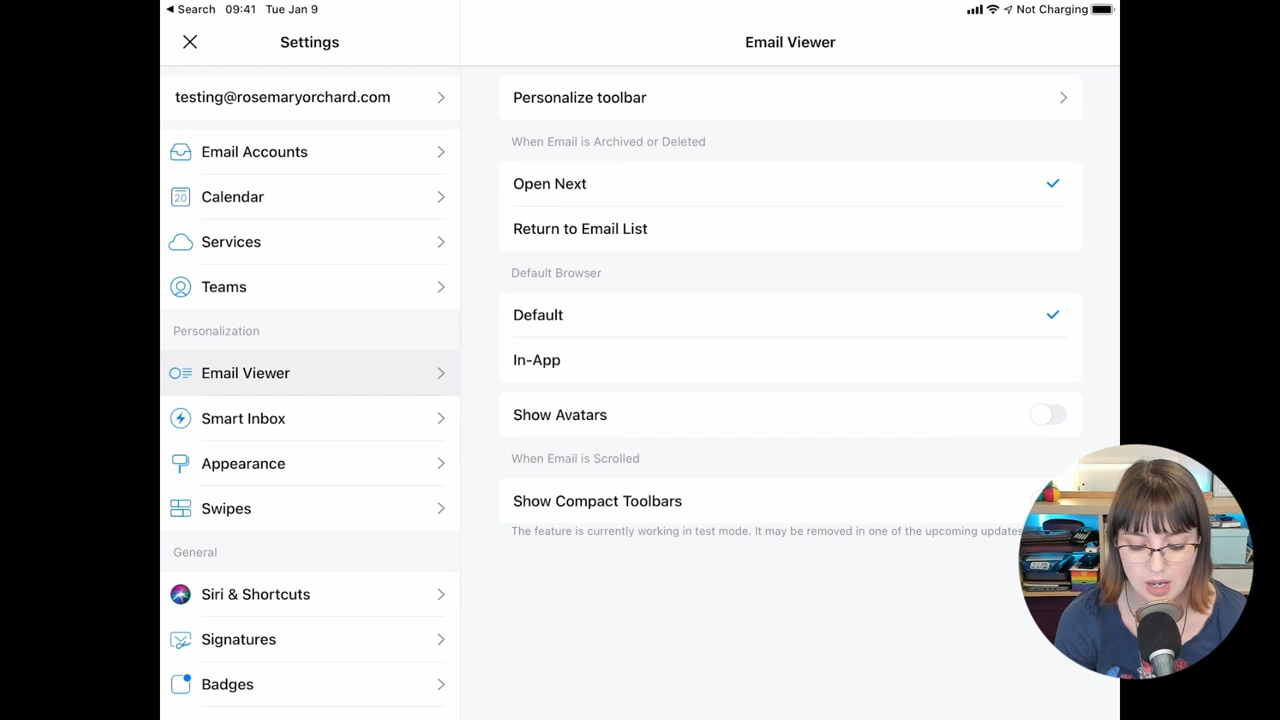 Search 09:41 Tue Jan 9
Not Charging
Settings
Email Viewer
testing@rosemaryorchard.com
Email Accounts
20
Calendar
Services
Teams
Personalization
Email Viewer
Smart Inbox
Appearance
Swipes
General
Siri & Shortcuts
Signatures
Badges
Personalize toolbar
When Email is Archived or Deleted
Open Next
Return to Email List
Default Browser
Default
In-App
Show Avatars
When Email is Scrolled
Show Compact Toolbars
The feature is currently working in test mode. It may be removed in one of the upcoming updates